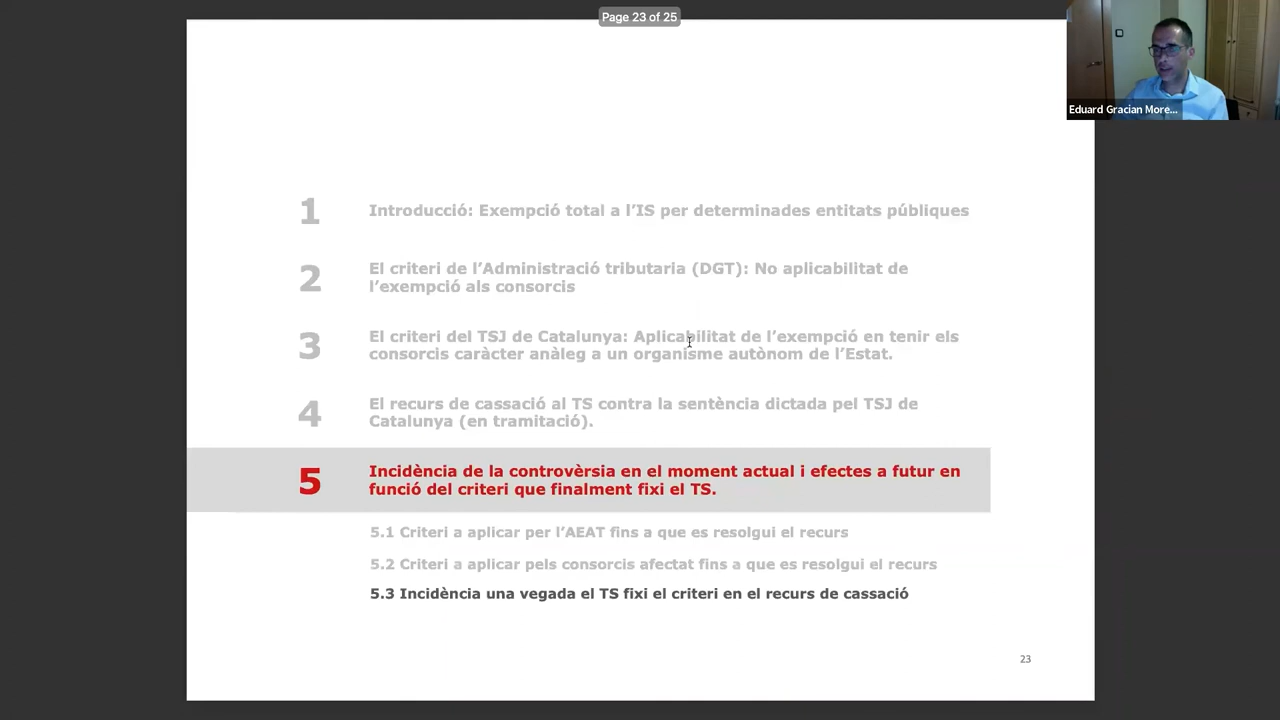 Page 23 of 25
Eduard Gracian More...
1
Introducció: Exempció total a l’IS per determinades entitats públiques
2
El criteri de l’Administració tributaria (DGT): No aplicabilitat de
l’exempció als consorcis
3
El criteri del TSJ de Catalunya: Aplicabilitat de l’exempció en tenir els
consorcis caràcter anàleg a un organisme autònom de l’Estat.
4
El recurs de cassació al TS contra la sentència dictada pel TSJ de
Catalunya (en tramitació).
5
Incidència de la controvèrsia en el moment actual i efectes a futur en
funció del criteri que finalment fixi el TS.
5.1 Criteri a aplicar per l’AEAT fins a que es resolgui el recurs
5.2 Criteri a aplicar pels consorcis afectat fins a que es resolgui el recurs
5.3 Incidència una vegada el TS fixi el criteri en el recurs de cassació
23